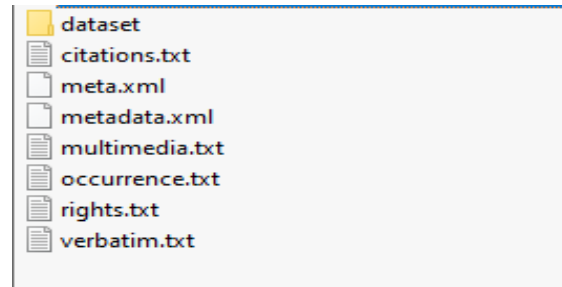 dataset
citations.txt
meta.xml
metadata.xml
multimedia.txt
occurrence.txt
rights.txt
verbatim.txt